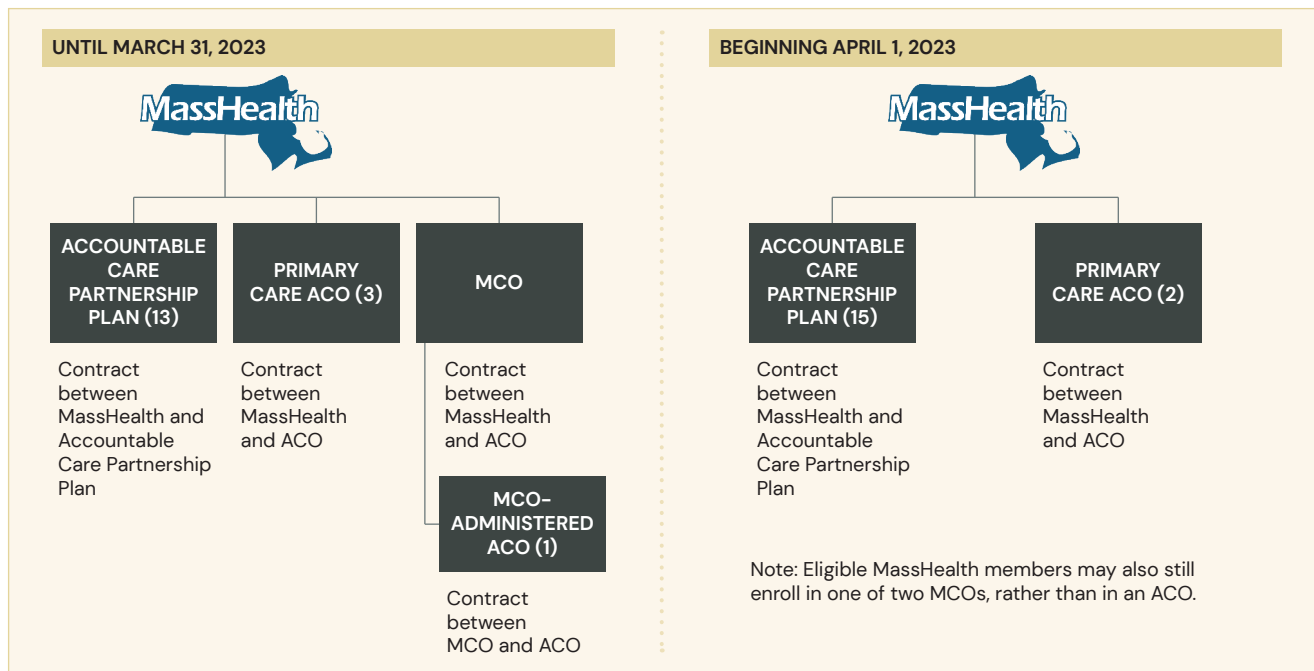 UNTIL MARCH 31, 2023
MassHealth
ACCOUNTABLE
CARE
PARTNERSHIP
PLAN (13)
Contract
between
MassHealth and
Accountable
Care Partnership
Plan
PRIMARY
CARE ACO (3)
Contract
between
MassHealth
and ACO
MCO
Contract
between
MassHealth
and ACO
MCO-
ADMINISTERED
ACO (1)
Contract
between
MCO and ACO
BEGINNING APRIL 1, 2023
MassHealth
ACCOUNTABLE
CARE
PARTNERSHIP
PLAN (15)
Contract
between
MassHealth and
Accountable
Care Partnership
Plan
PRIMARY
CARE ACO (2)
Contract
between
MassHealth
and ACO
Note: Eligible MassHealth members may also still
enroll in one of two MCOs, rather than in an ACO.